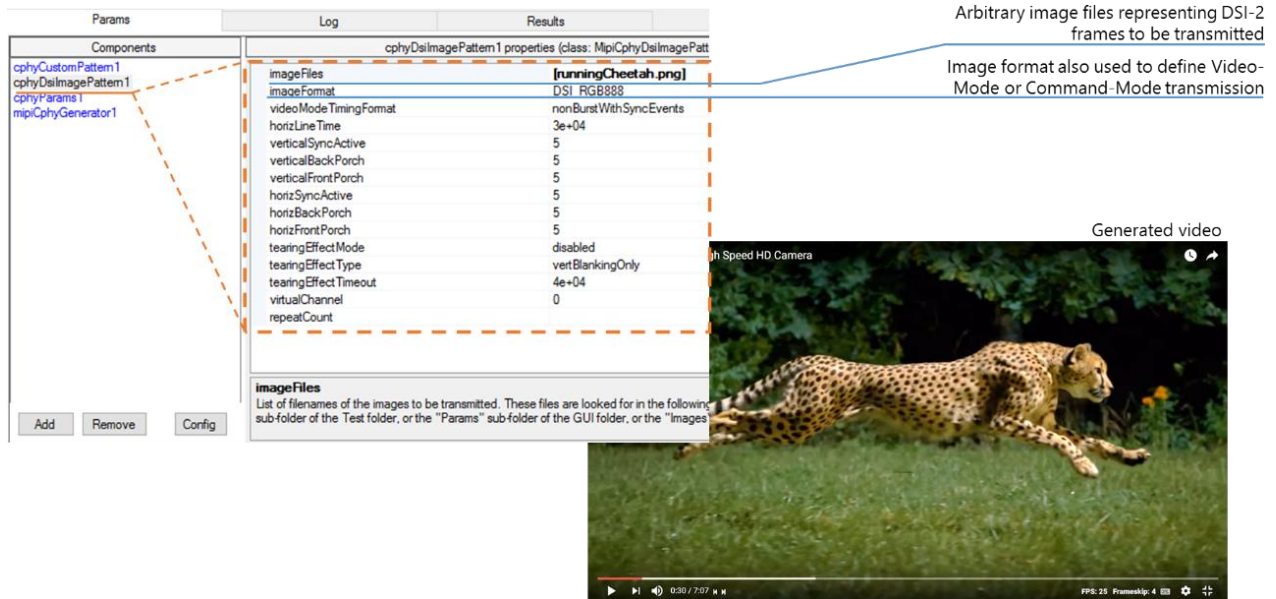 Params
Log
Results
Components
cphyCustomPattern1
cphyDsiImagePattern1
cphyParams1
mipiCphyGenerator1
Add
Remove
Config
cphyDsiImagePattern1 properties (class: MipiCphyDsiImagePatt
imageFiles [runningCheetah.png]
imageFormat DSI_RGB888
videoModeTimingFormat nonBurstWithSyncEvents
horizLineTime 3e+04
verticalSyncActive 5
verticalBackPorch 5
verticalFrontPorch 5
horizSyncActive 5
horizBackPorch 5
horizFrontPorch 5
tearingEffectMode disabled
tearingEffectType vertBlankingOnly
tearingEffectTimeout 4e+04
virtualChannel 0
repeatCount
imageFiles
List of filenames of the images to be transmitted. These files are looked for in the following
sub-folder of the Test folder, or the "Params" sub-folder of the GUI folder, or the "Images"
Arbitrary image files representing DSI-2
frames to be transmitted
Image format also used to define Video-
Mode or Command-Mode transmission
Generated video
gh Speed HD Camera
0:30 / 7:07
FPS: 25 Frameskip: 4